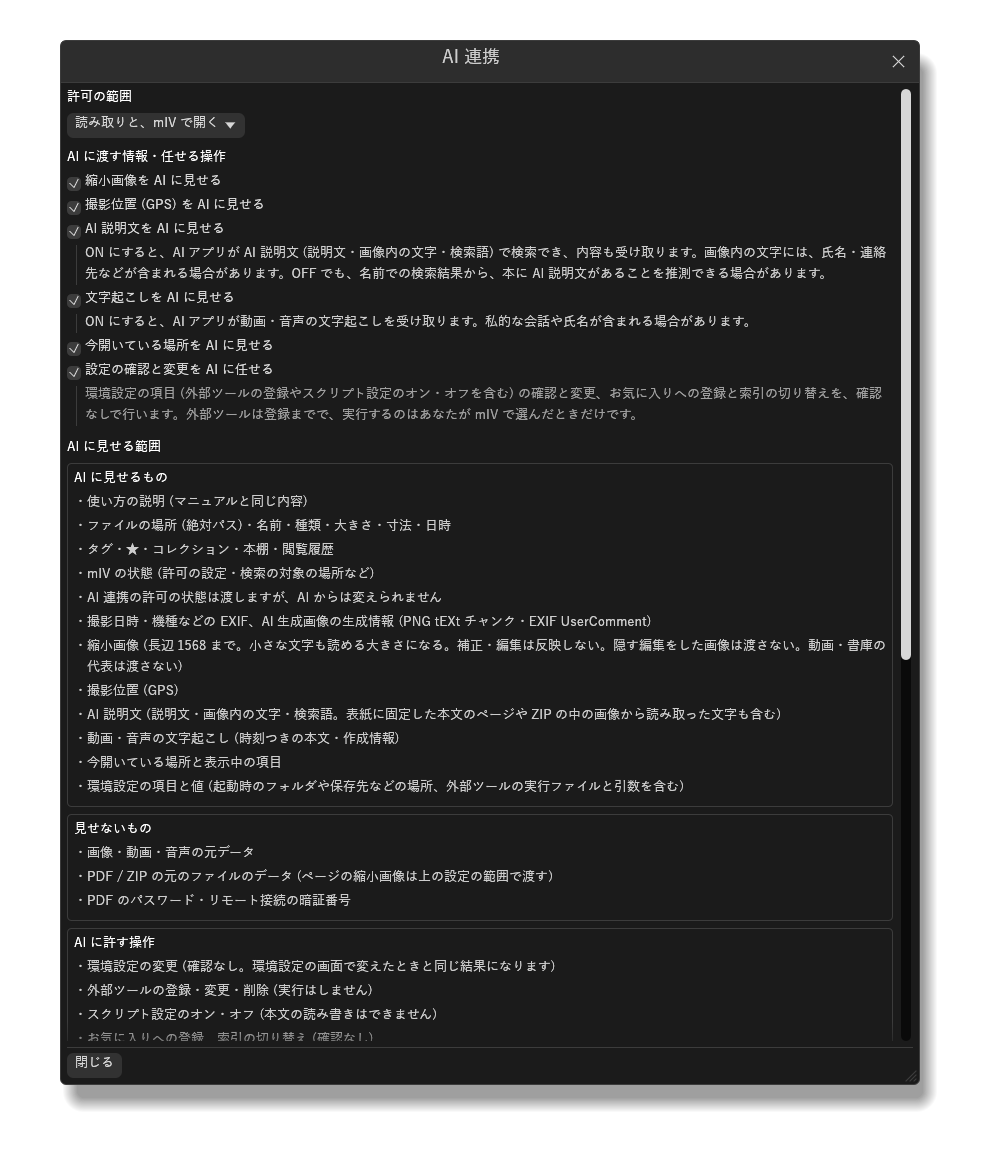 AI 連携
許可の範囲
読み取りと、mIV で開く
AI に渡す情報・任せる操作
縮小画像を AI に見せる
撮影位置 (GPS) を AI に見せる
AI 説明文を AI に見せる
ON にすると、AI アプリが AI 説明文 (説明文・画像内の文字・検索語) で検索でき、内容も受け取ります。画像内の文字には、氏名・連絡
先などが含まれる場合があります。OFF でも、名前での検索結果から、本に AI 説明文があることを推測できる場合があります。
文字起こしを AI に見せる
ON にすると、AI アプリが動画・音声の文字起こしを受け取ります。私的な会話や氏名が含まれる場合があります。
今開いている場所を AI に見せる
設定の確認と変更を AI に任せる
環境設定の項目 (外部ツールの登録やスクリプト設定のオン・オフを含む) の確認と変更、お気に入りへの登録と索引の切り替えを、確認
なしで行います。外部ツールは登録までで、実行するのはあなたが mIV で選んだときだけです。
AI に見せる範囲
AI に見せるもの
・使い方の説明 (マニュアルと同じ内容)
・ファイルの場所 (絶対パス)・名前・種類・大きさ・寸法・日時
・タグ・★・コレクション・本棚・閲覧履歴
・mIV の状態 (許可の設定・検索の対象の場所など)
・AI 連携の許可の状態は渡しますが、AI からは変えられません
・撮影日時・機種などの EXIF、AI 生成画像の生成情報 (PNG tEXt チャンク・EXIF UserComment)
・縮小画像 (長辺 1568 まで。小さな文字も読める大きさになる。補正・編集は反映しない。隠す編集をした画像は渡さない。動画・書庫の
代表は渡さない)
・撮影位置 (GPS)
・AI 説明文 (説明文・画像内の文字・検索語。表紙に固定した本文のページや ZIP の中の画像から読み取った文字も含む)
・動画・音声の文字起こし (時刻つきの本文・作成情報)
・今開いている場所と表示中の項目
・環境設定の項目と値 (起動時のフォルダや保存先などの場所、外部ツールの実行ファイルと引数を含む)
見せないもの
・画像・動画・音声の元データ
・PDF / ZIP の元のファイルのデータ (ページの縮小画像は上の設定の範囲で渡す)
・PDF のパスワード・リモート接続の暗証番号
AI に許す操作
・環境設定の変更 (確認なし。環境設定の画面で変えたときと同じ結果になります)
・外部ツールの登録・変更・削除 (実行はしません)
・スクリプト設定のオン・オフ (本文の読み書きはできません)
・お気に入りへの登録、索引の切り替え (確認なし)
閉じる